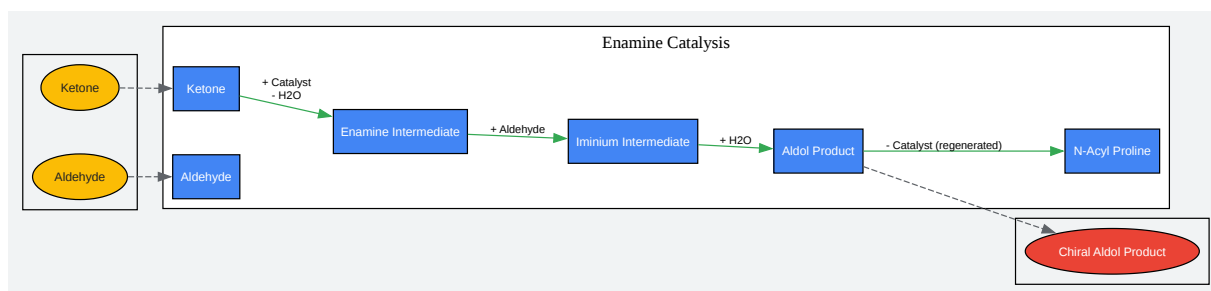 Enamine Catalysis
Ketone
Ketone
+ Catalyst
- H2O
Enamine Intermediate
+ Aldehyde
Iminium Intermediate
+ H2O
Aldol Product
- Catalyst (regenerated)
N-Acyl Proline
Aldehyde
Aldehyde
Chiral Aldol Product